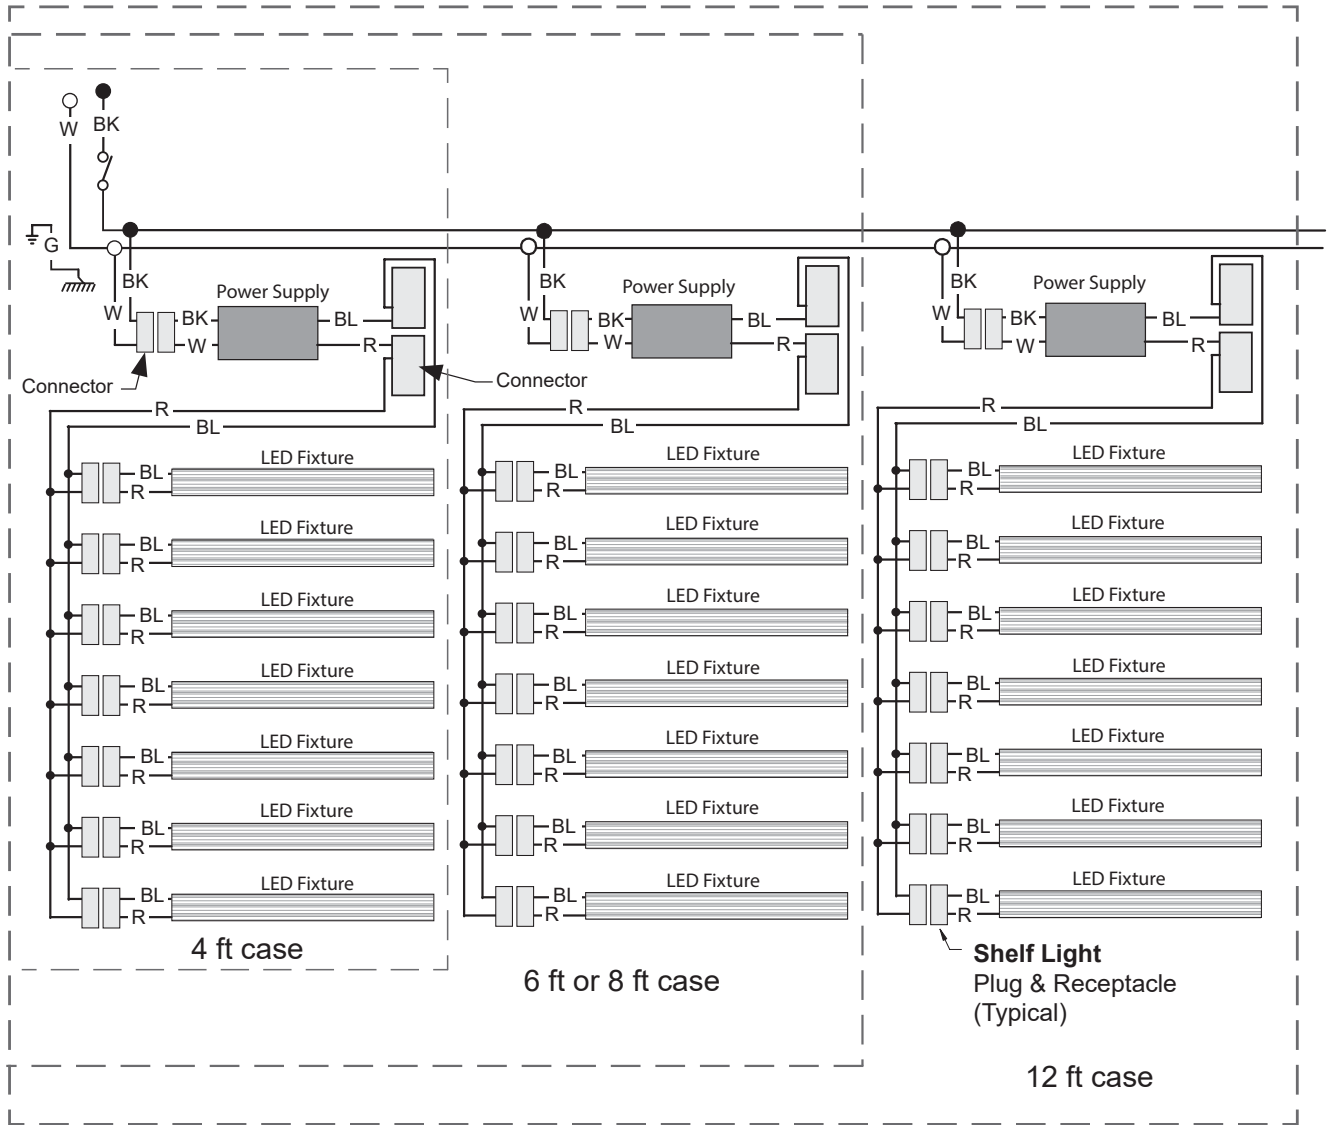 W
BK
G
BK
W
BK
W
Power Supply
BL
R
Connector
Connector
R
BL
LED Fixture
BL
R
LED Fixture
BL
R
LED Fixture
BL
R
LED Fixture
BL
R
LED Fixture
BL
R
LED Fixture
BL
R
LED Fixture
BL
R
4 ft case
BK
W
BK
W
Power Supply
BL
R
R
BL
LED Fixture
BL
R
LED Fixture
BL
R
LED Fixture
BL
R
LED Fixture
BL
R
LED Fixture
BL
R
LED Fixture
BL
R
LED Fixture
BL
R
6 ft or 8 ft case
BK
W
BK
W
Power Supply
BL
R
R
BL
LED Fixture
BL
R
LED Fixture
BL
R
LED Fixture
BL
R
LED Fixture
BL
R
LED Fixture
BL
R
LED Fixture
BL
R
LED Fixture
BL
R
Shelf Light
Plug & Receptacle
(Typical)
12 ft case